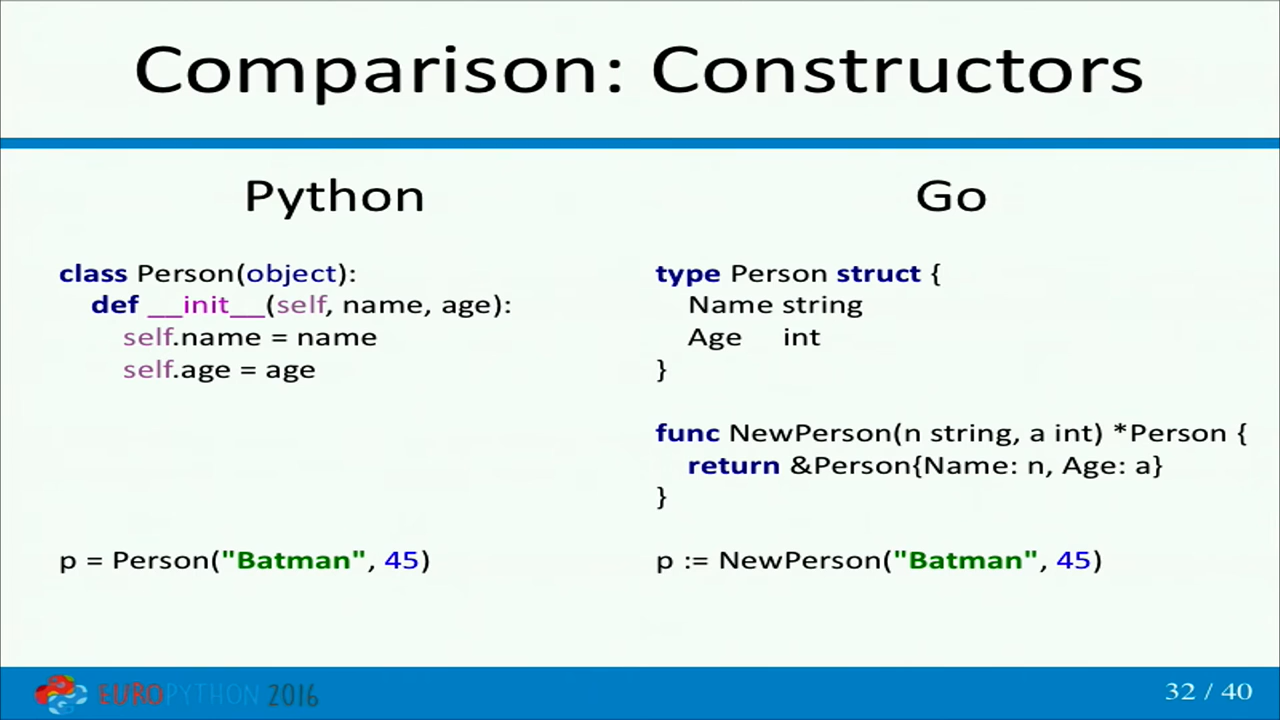 Comparison: Constructors
Python
class Person(object):
    def __init__(self, name, age):
        self.name = name
        self.age = age
p = Person("Batman", 45)
Go
type Person struct {
    Name string
    Age    int
}
func NewPerson(n string, a int) *Person {
    return &Person{Name: n, Age: a}
}
p := NewPerson("Batman", 45)
EUROPYTHON 2016
32 / 40